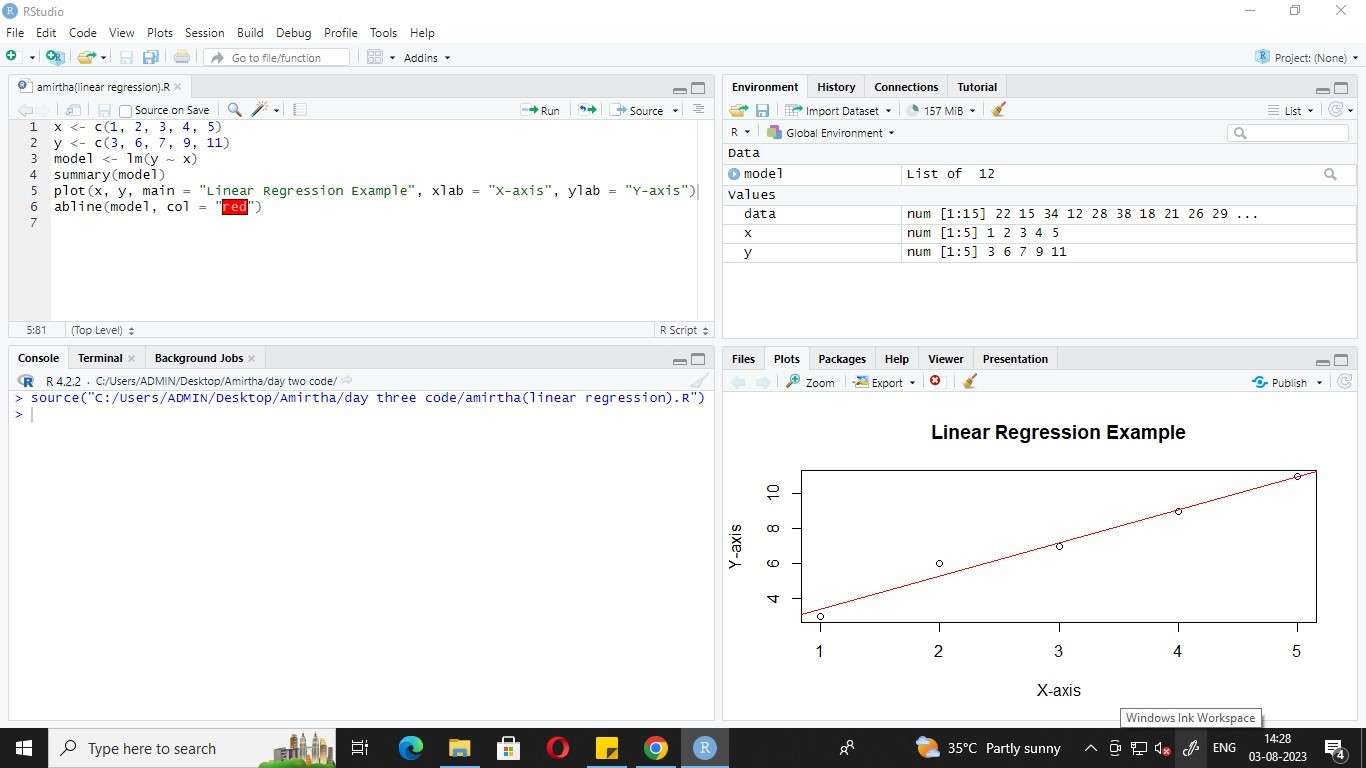 RStudio
File Edit Code View Plots Session Build Debug Profile Tools Help
Go to file/function Addins Project: (None)
amirtha(linear regression).R
Source on Save Run Source
1 x <- c(1, 2, 3, 4, 5)
2 y <- c(3, 6, 7, 9, 11)
3 model <- lm(y ~ x)
4 summary(model)
5 plot(x, y, main = "Linear Regression Example", xlab = "X-axis", ylab = "Y-axis")
6 abline(model, col = "red")
7
5:81 (Top Level) R Script
Console Terminal Background Jobs
R 4.2.2 · C:/Users/ADMIN/Desktop/Amirtha/day two code/
> source("C:/Users/ADMIN/Desktop/Amirtha/day three code/amirtha(linear regression).R")
>
Environment History Connections Tutorial
Import Dataset 157 MiB List
R Global Environment
Data
model List of 12
Values
data num [1:15] 22 15 34 12 28 38 18 21 26 29 ...
x num [1:5] 1 2 3 4 5
y num [1:5] 3 6 7 9 11
Files Plots Packages Help Viewer Presentation
Zoom Export Publish
Linear Regression Example
Y-axis
10
8
6
4
1 2 3 4 5
X-axis
Windows Ink Workspace
Type here to search
35°C Partly sunny ENG 14:28
03-08-2023
4